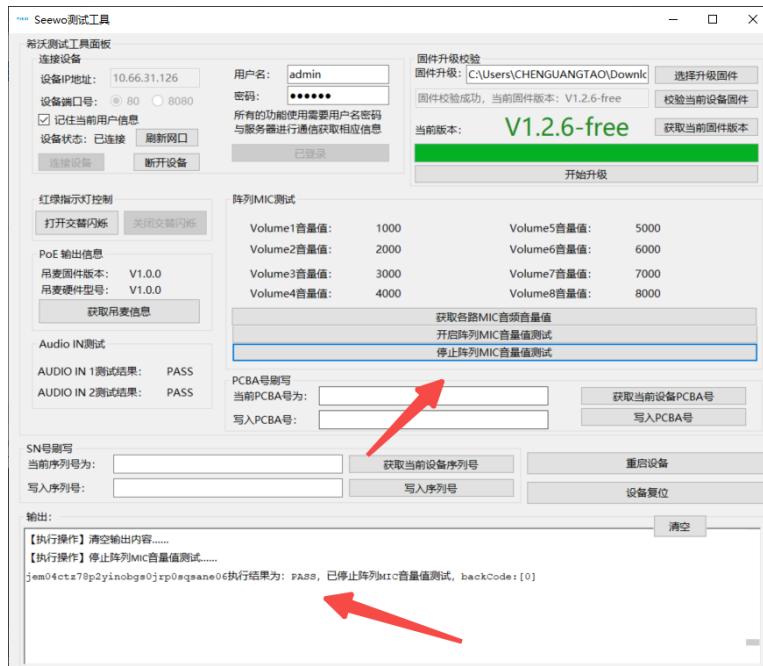 Seewo测试工具
希沃测试工具面板
连接设备
设备IP地址: 10.66.31.126
设备端口号: 80 8080
记住当前用户信息
设备状态: 已连接 刷新网口
连接设备 断开设备
用户名: admin
密码: ●●●●●●
所有的功能使用需要用户名密码
与服务器进行通信获取相应信息
已登录
固件升级校验
固件升级: C:\Users\CHENGUANGTAO\Downlc 选择升级固件
固件校验成功，当前固件版本: V1.2.6-free 校验当前设备固件
当前版本: V1.2.6-free 获取当前固件版本
开始升级
红绿指示灯控制
打开交替闪烁 关闭交替闪烁
PoE 输出信息
吊麦固件版本: V1.0.0
吊麦硬件型号: V1.0.0
获取吊麦信息
Audio IN测试
AUDIO IN 1测试结果: PASS
AUDIO IN 2测试结果: PASS
阵列MIC测试
Volume1音量值: 1000 Volume5音量值: 5000
Volume2音量值: 2000 Volume6音量值: 6000
Volume3音量值: 3000 Volume7音量值: 7000
Volume4音量值: 4000 Volume8音量值: 8000
获取各路MIC音频音量值
开启阵列MIC音量值测试
停止阵列MIC音量值测试
PCBA号刷写
当前PCBA号为: 获取当前设备PCBA号
写入PCBA号: 写入PCBA号
SN号刷写
当前序列号为: 获取当前设备序列号 重启设备
写入序列号: 写入序列号 设备复位
输出: 清空
【执行操作】清空输出内容......
【执行操作】停止阵列MIC音量值测试......
jem04ctz78p2yinobgs0jrp0sqsane06执行结果为: PASS, 已停止阵列MIC音量值测试, backCode:[0]